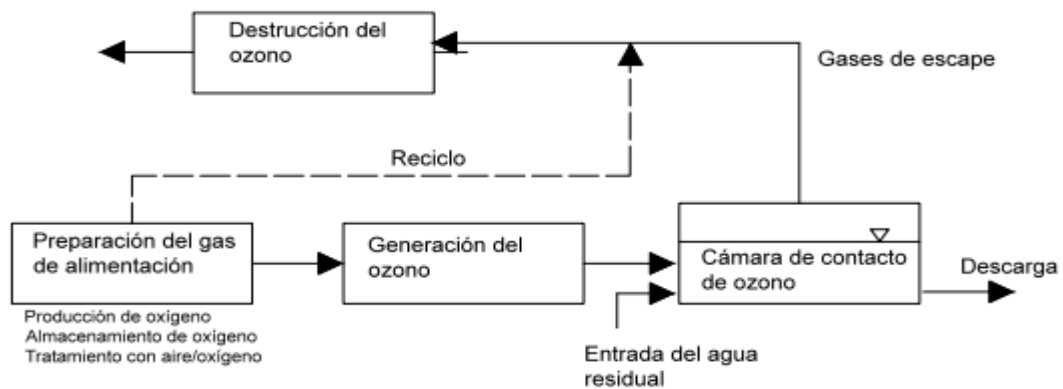 Destrucción del
ozono
Gases de escape
Reciclo
Preparación del gas
de alimentación
Generación del
ozono
Cámara de contacto
de ozono
Descarga
Producción de oxígeno
Almacenamiento de oxígeno
Tratamiento con aire/oxígeno
Entrada del agua
residual